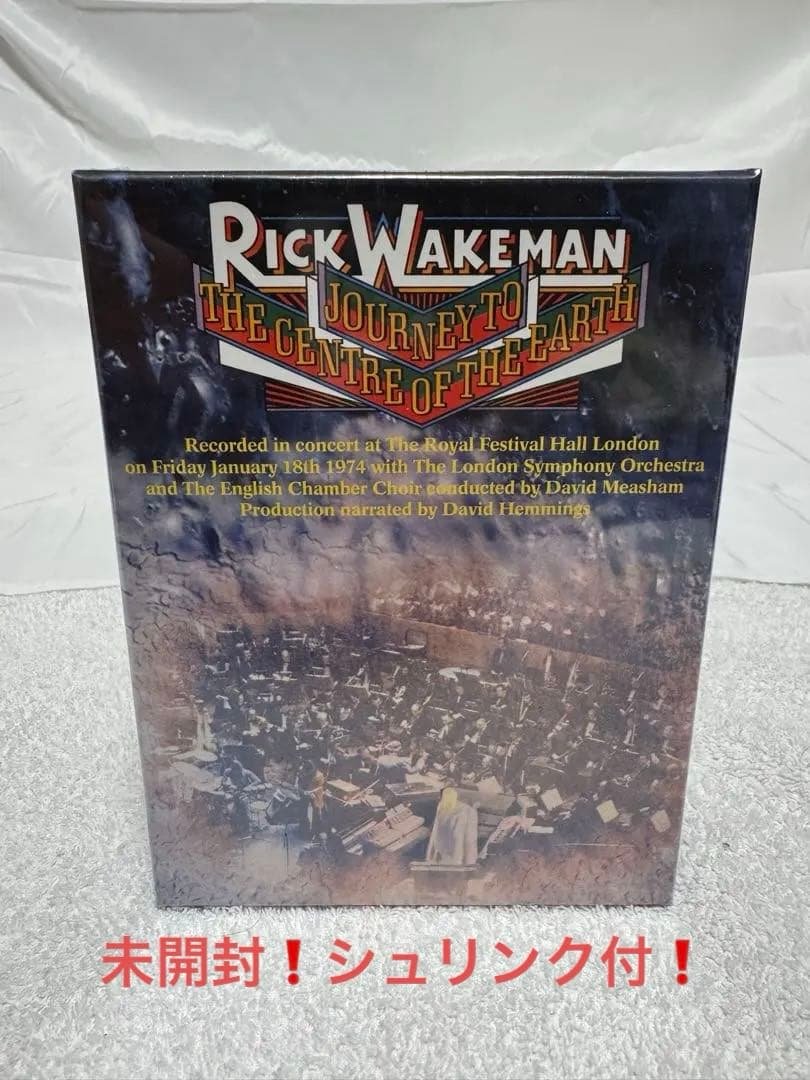 RICK WAKEMAN
JOURNEY TO
THE CENTRE OF THE EARTH
Recorded in concert at The Royal Festival Hall London
on Friday January 18th 1974 with The London Symphony Orchestra
and The English Chamber Choir conducted by David Measham
Production narrated by David Hemmings
未開封❗シュリンク付❗